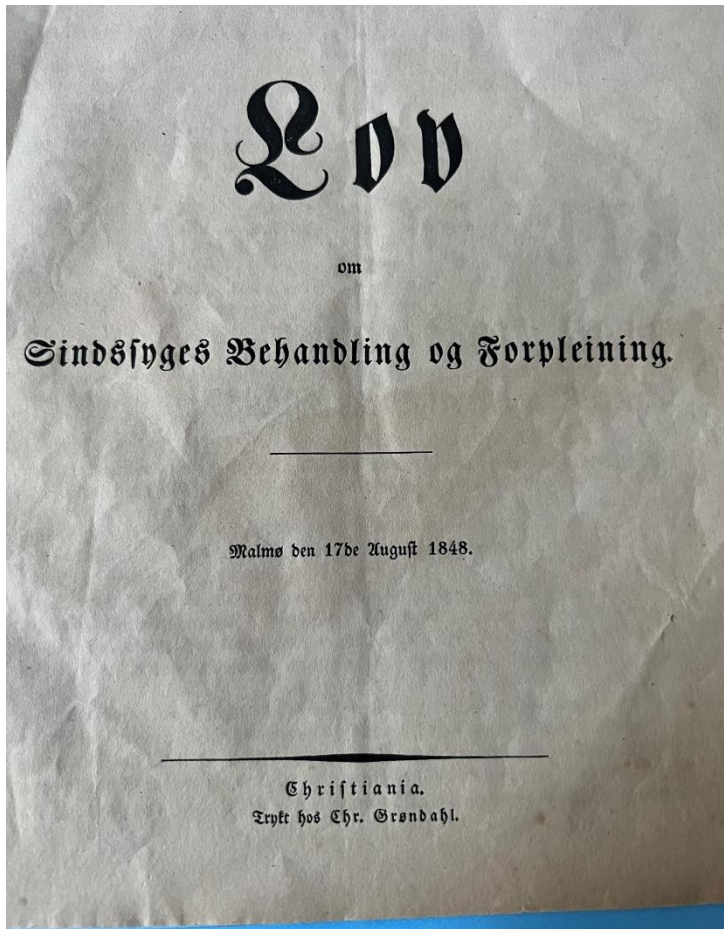 Lov
om
Sindssyges Behandling og Forpleining.
Malmø den 17de August 1848.
Christiania.
Trykt hos Chr. Grøndahl.